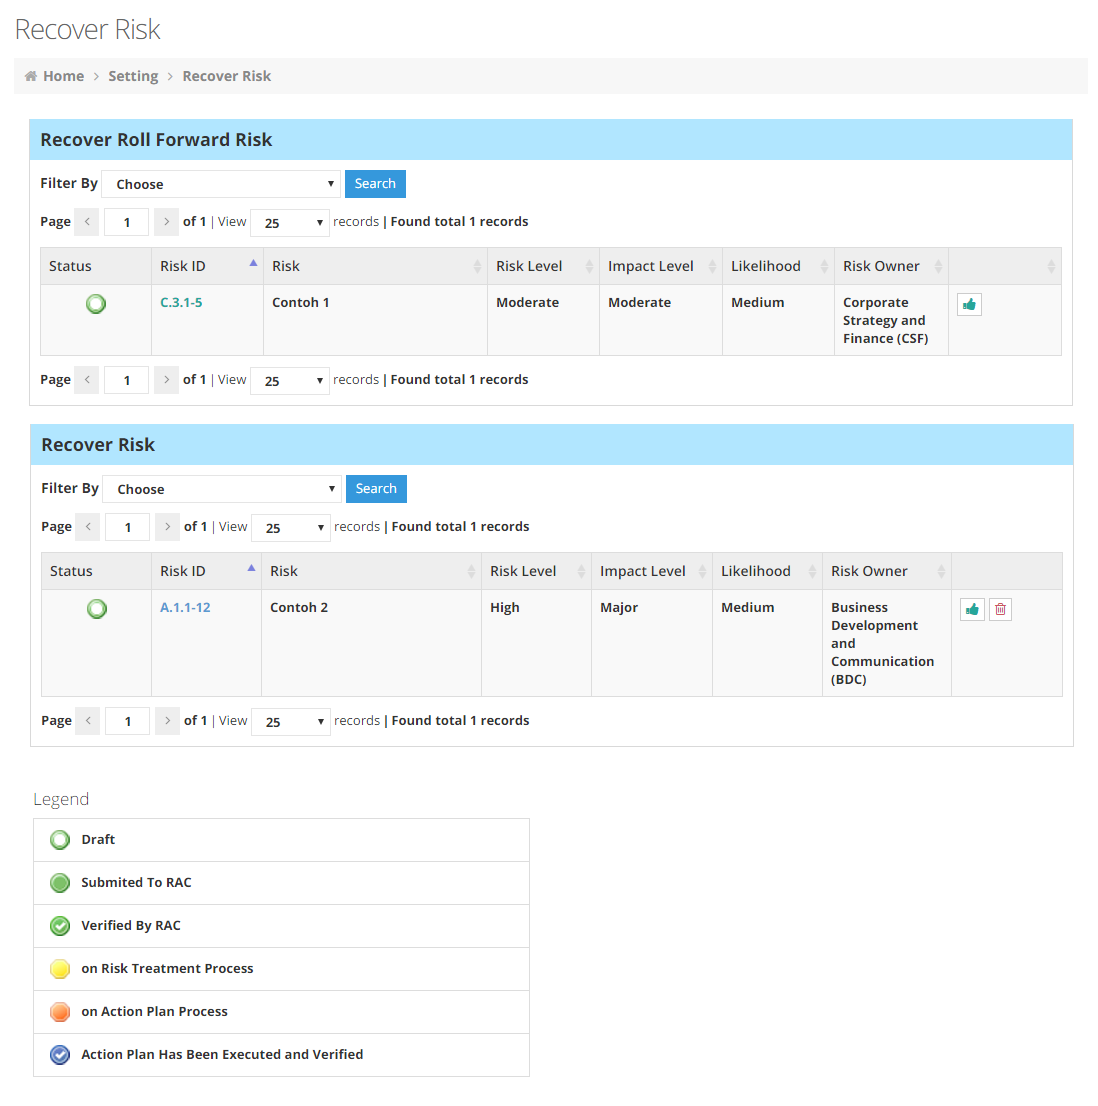 Recover Risk
Home > Setting > Recover Risk
Recover Roll Forward Risk
Filter By Choose Search
Page < 1 > of 1 | View 25 records | Found total 1 records
Status Risk ID Risk Risk Level Impact Level Likelihood Risk Owner
C.3.1-5 Contoh 1 Moderate Moderate Medium Corporate
Strategy and
Finance (CSF)
Page < 1 > of 1 | View 25 records | Found total 1 records
Recover Risk
Filter By Choose Search
Page < 1 > of 1 | View 25 records | Found total 1 records
Status Risk ID Risk Risk Level Impact Level Likelihood Risk Owner
A.1.1-12 Contoh 2 High Major Medium Business
Development
and
Communication
(BDC)
Page < 1 > of 1 | View 25 records | Found total 1 records
Legend
Draft
Submited To RAC
Verified By RAC
on Risk Treatment Process
on Action Plan Process
Action Plan Has Been Executed and Verified